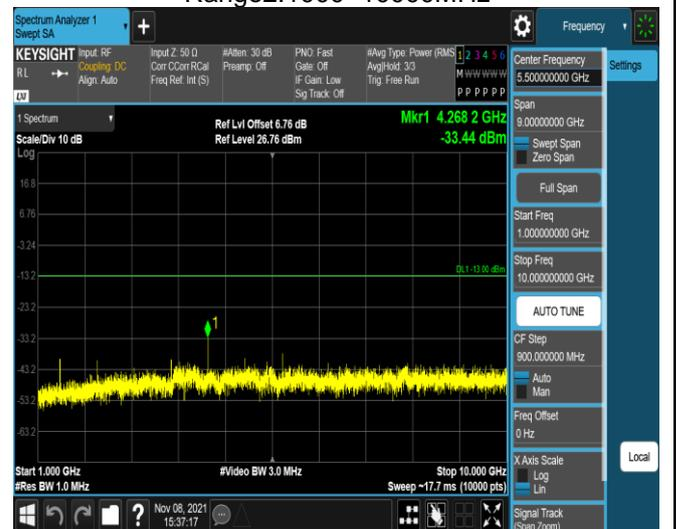 Range2:1000~10000MHz
Spectrum Analyzer 1
Swept SA
+
Frequency
KEYSIGHT
RL
Input: RF
Coupling: DC
Align: Auto
Input Z: 50 Ω
Corr CCorr RCal
Freq Ref: Int (S)
#Atten: 30 dB
Preamp: Off
PNO: Fast
Gate: Off
IF Gain: Low
Sig Track: Off
#Avg Type: Power (RMS
Avg|Hold: 3/3
Trig: Free Run
1 2 3 4 5 6
M W W W W W
P P P P P P
1 Spectrum
Scale/Div 10 dB
Log
Ref Lvl Offset 6.76 dB
Ref Level 26.76 dBm
Mkr1 4.268 2 GHz
-33.44 dBm
16.8
6.76
-3.24
-13.2
-23.2
-33.2
-43.2
-53.2
-63.2
DL1 -13.00 dBm
1
Start 1.000 GHz
#Res BW 1.0 MHz
#Video BW 3.0 MHz
Stop 10.000 GHz
Sweep ~17.7 ms (10000 pts)
Nov 08, 2021
15:37:17
Center Frequency
5.500000000 GHz
Span
9.00000000 GHz
Swept Span
Zero Span
Full Span
Start Freq
1.000000000 GHz
Stop Freq
10.000000000 GHz
AUTO TUNE
CF Step
900.000000 MHz
Auto
Man
Freq Offset
0 Hz
X Axis Scale
Log
Lin
Signal Track
(Span Zoom)
Settings
Local